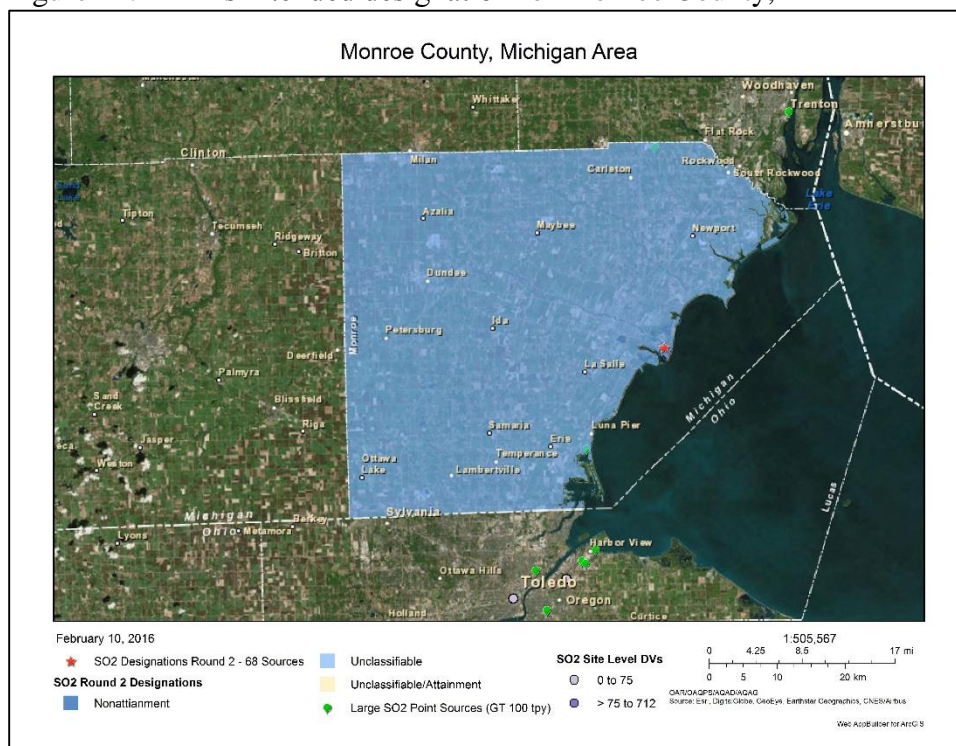 Monroe County, Michigan Area
Whittake
Woodhaven
Trenton
Amherstbu
Flat Rock
Clinton
Milan
Carleton
Rockwood
South Rockwood
Lake
Erie
Tipton
Tecumseh
Azalia
Maybee
Newport
Ridgeway
Britton
Dundee
Ida
Petersburg
Monroe
Deerfield
La Salle
Palmyra
Michigan
Ohio
Sand
Creek
Blissfield
Riga
Samaria
Luna Pier
Erie
Jasper
Temperance
Weston
Ottawa
Lake
Lambertville
Lucas
Sylvania
Michigan
Ohio
Berkey
Metamora
Lyons
Harbor View
Ottawa Hills
Toledo
Oregon
Holland
Curtice
February 10, 2016
SO2 Designations Round 2 - 68 Sources
SO2 Round 2 Designations
Nonattianment
Unclassifiable
Unclassifiable/Attainment
Large SO2 Point Sources (GT 100 tpy)
SO2 Site Level DVs
0 to 75
> 75 to 712
1:505,567
0 4.25 8.5 17 mi
0 5 10 20 km
OAR/OAQPS/AQAD/AQAG
Source: Esri, DigitalGlobe, GeoEye, Earthstar Geographics, CNES/Airbus
Web AppBuilder for ArcGIS